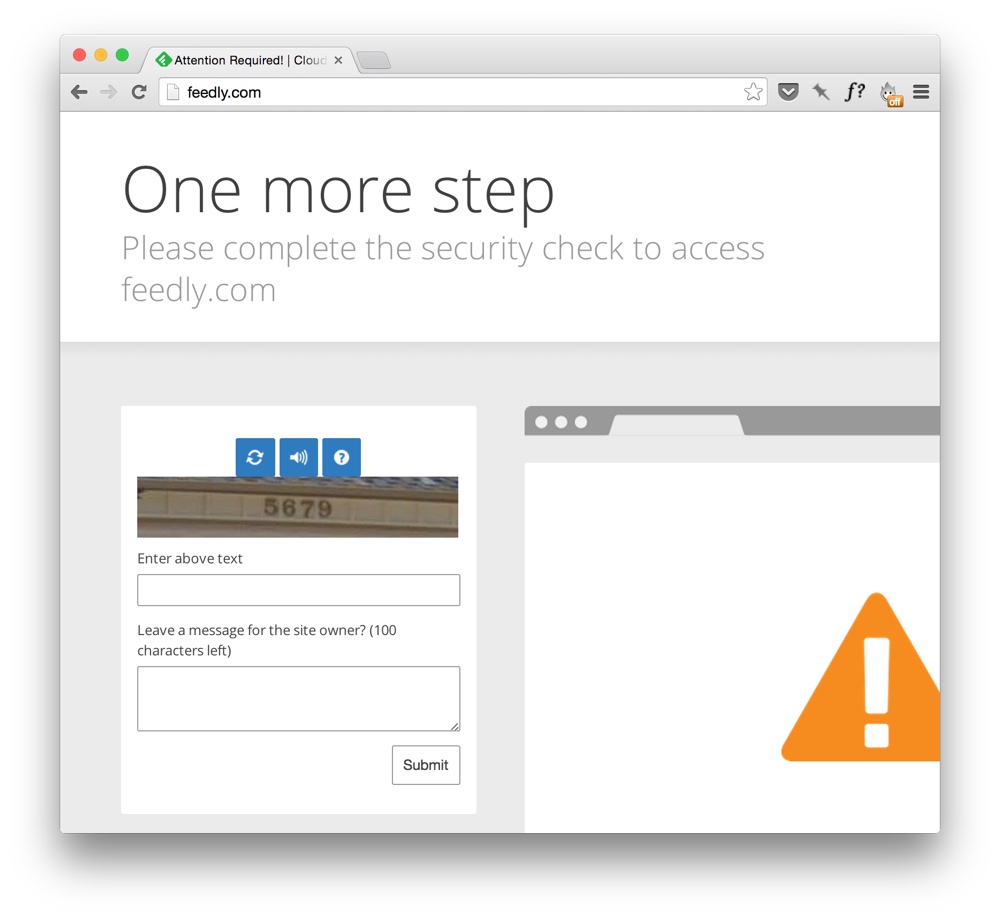 Attention Required! | Cloud
feedly.com
f?
off
One more step
Please complete the security check to access
feedly.com
5679
Enter above text
Leave a message for the site owner? (100
characters left)
Submit